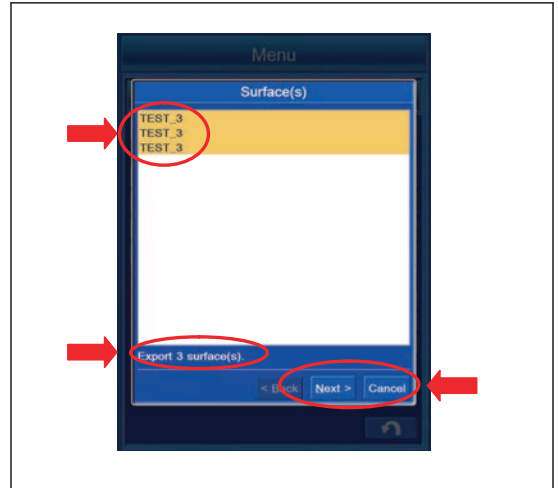 Menu
Surface(s)
TEST_3
TEST_3
TEST_3
Export 3 surface(s).
< Back Next > Cancel